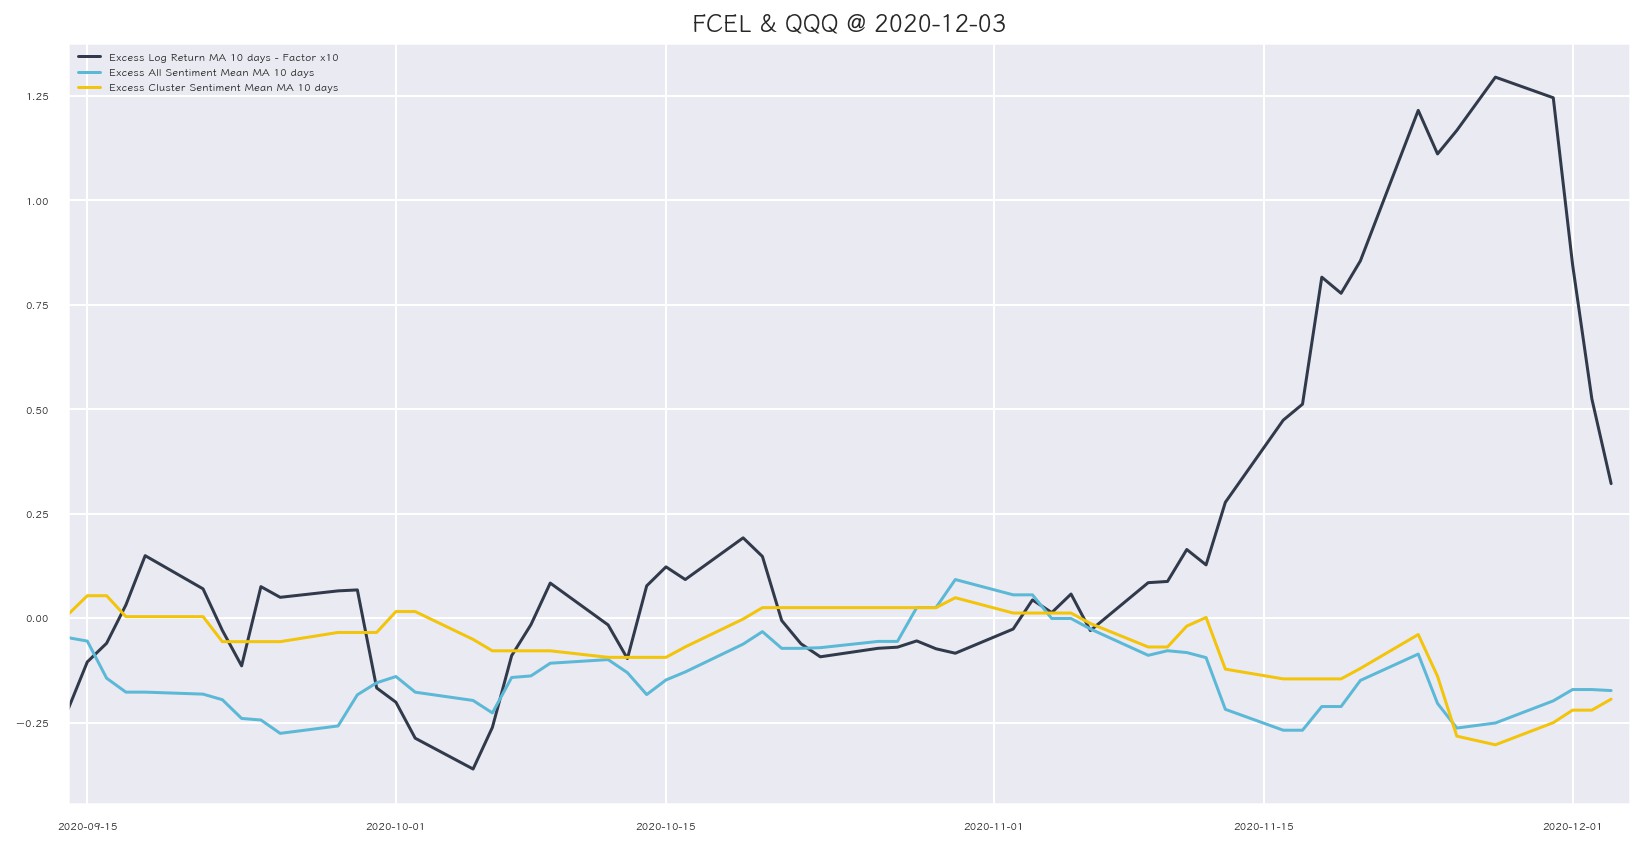 FCEL & QQQ @ 2020-12-03
Excess Log Return MA 10 days - Factor x10
Excess All Sentiment Mean MA 10 days
Excess Cluster Sentiment Mean MA 10 days
1.25
1.00
0.75
0.50
0.25
0.00
−0.25
2020-09-15 2020-10-01 2020-10-15 2020-11-01 2020-11-15 2020-12-01